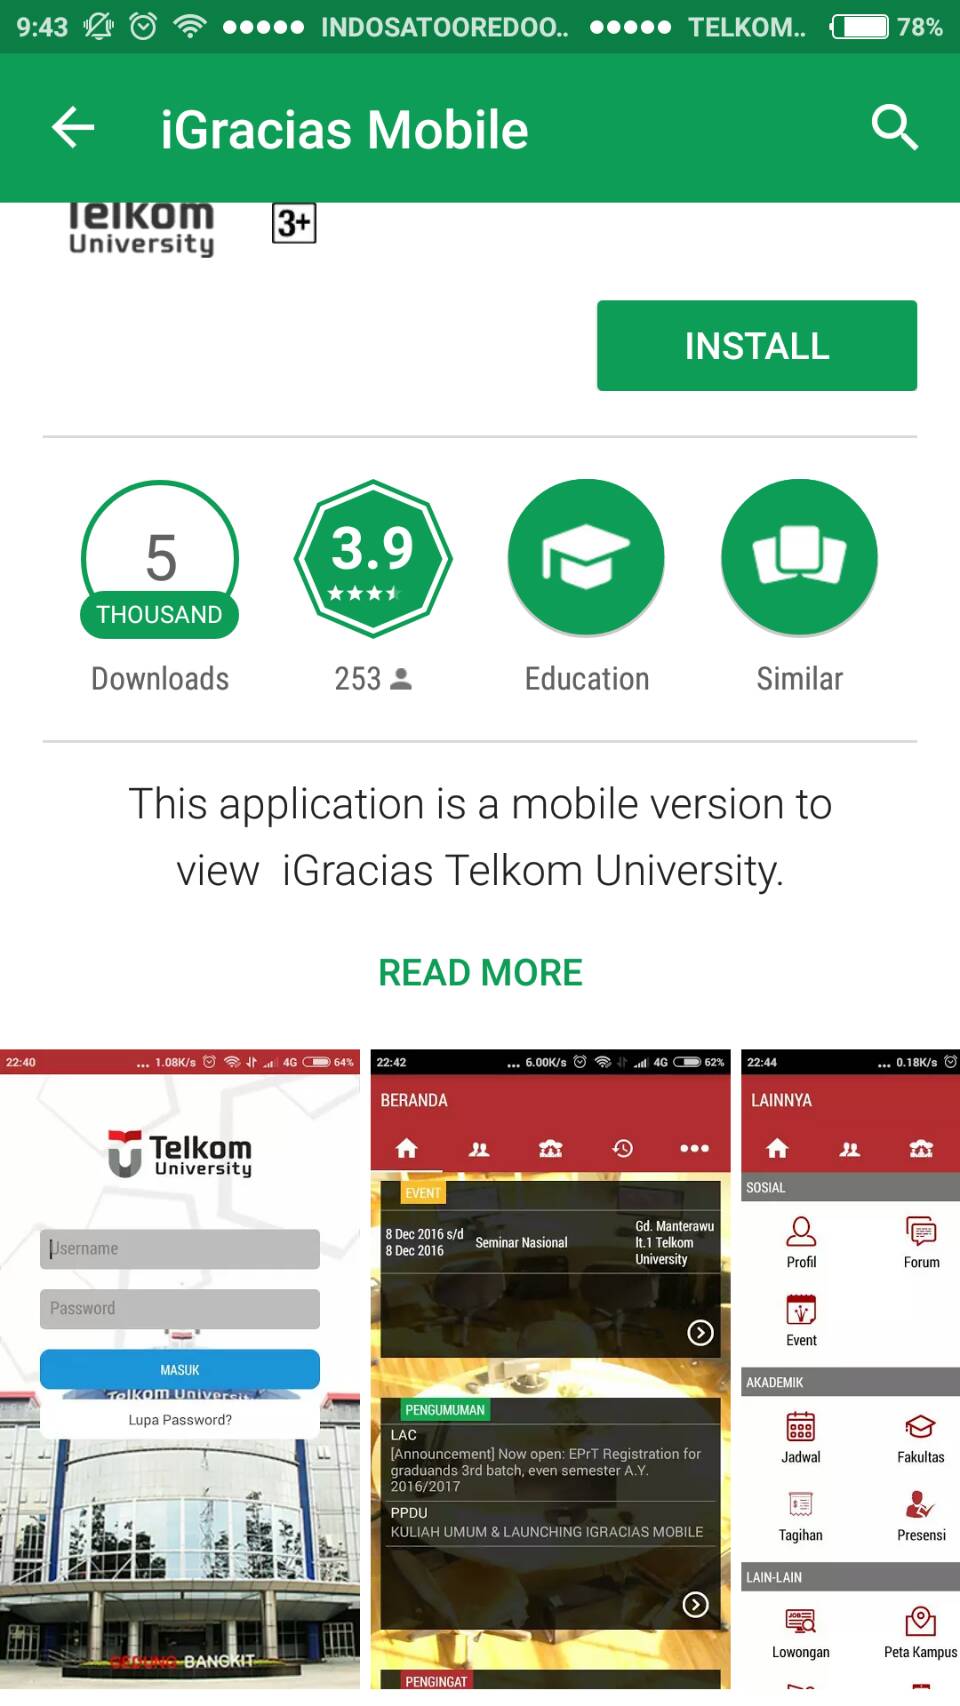 9:43 INDOSATOOREDOO.. TELKOM.. 78%
iGracias Mobile
Telkom
University
3+
INSTALL
5
THOUSAND
Downloads
3.9
253
Education
Similar
This application is a mobile version to
view iGracias Telkom University.
READ MORE
22:40 ... 1.08K/s 4G 64%
Telkom
University
Username
Password
MASUK
Telkom University
Lupa Password?
GEDUNG BANGKIT
22:42 ... 6.00K/s 4G 62%
BERANDA
EVENT
8 Dec 2016 s/d
8 Dec 2016
Seminar Nasional
Gd. Manterawu
lt.1 Telkom
University
PENGUMUMAN
LAC
[Announcement] Now open: EPrT Registration for
graduands 3rd batch, even semester A.Y.
2016/2017
PPDU
KULIAH UMUM & LAUNCHING IGRACIAS MOBILE
PENGINGAT
22:44 ... 0.18K/s
LAINNYA
SOSIAL
Profil
Forum
Event
AKADEMIK
Jadwal
Fakultas
Tagihan
Presensi
LAIN-LAIN
JOB
Lowongan
Peta Kampus